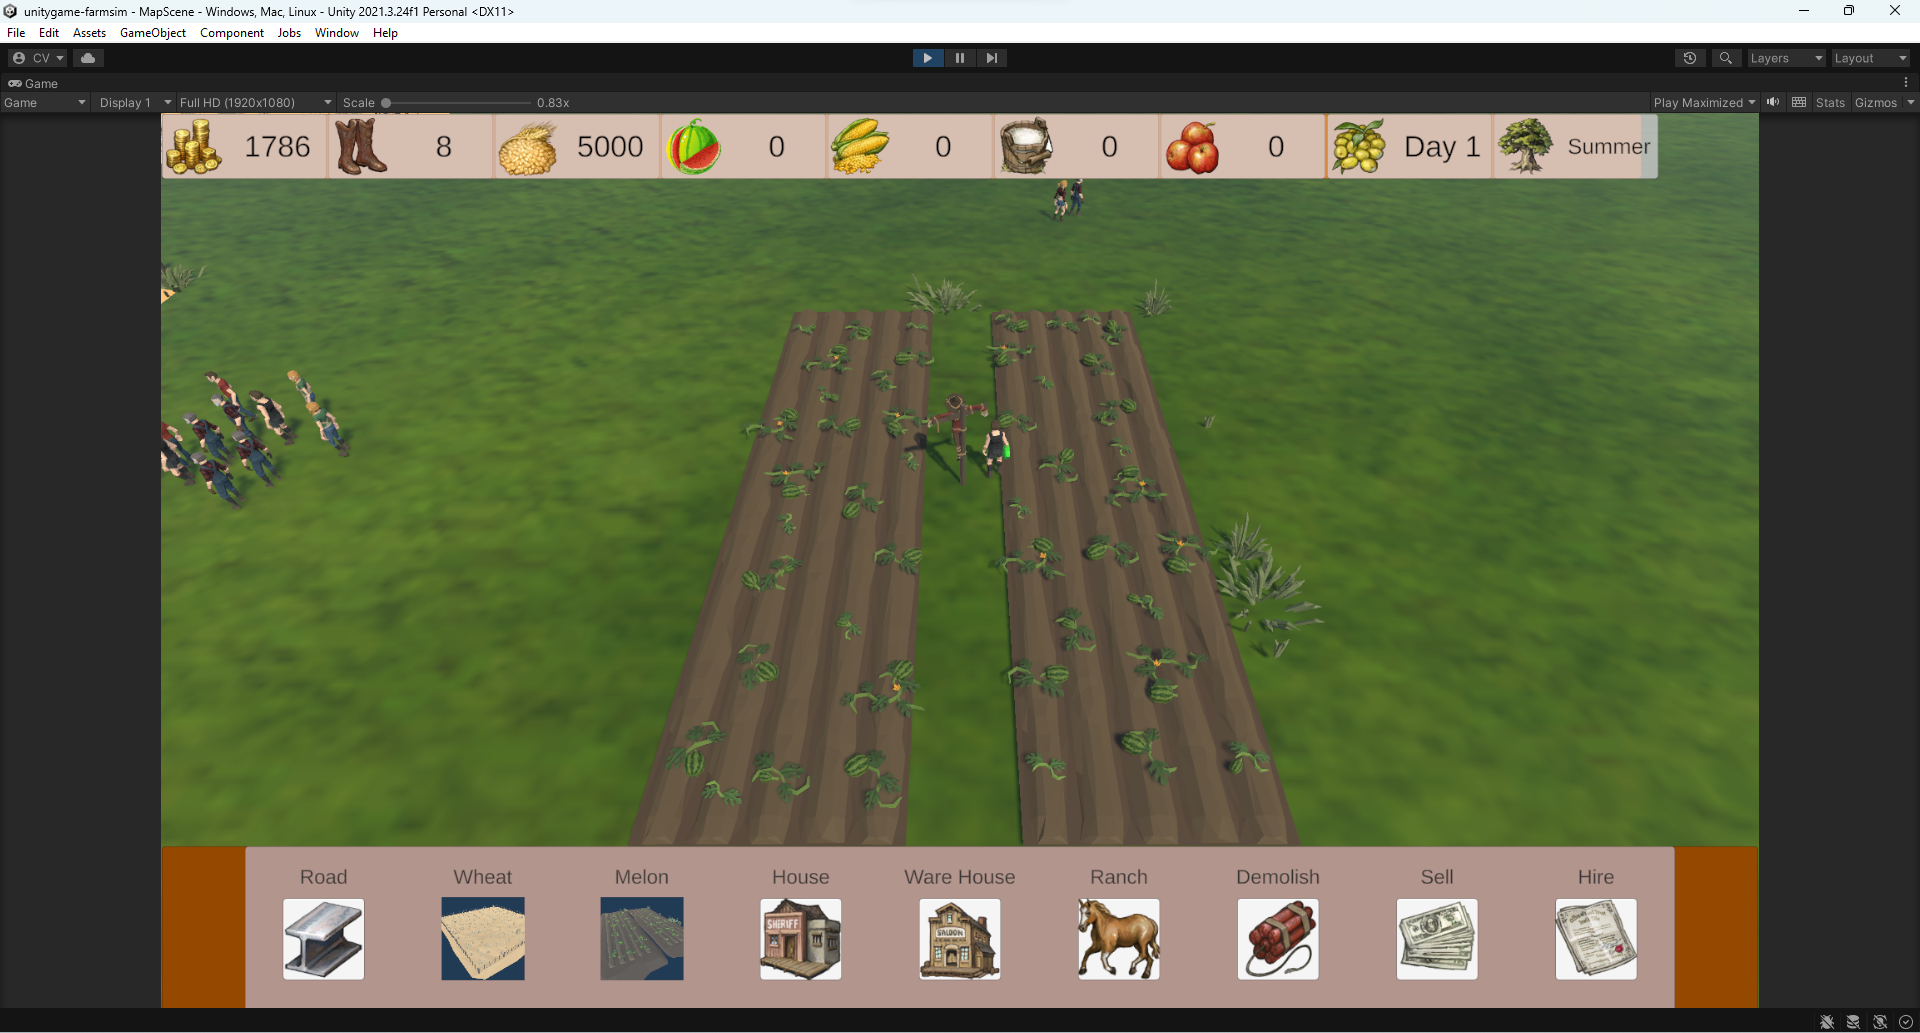 unitygame-farmsim - MapScene - Windows, Mac, Linux - Unity 2021.3.24f1 Personal <DX11>
File Edit Assets GameObject Component Jobs Window Help
CV Layers Layout
Game
Game Display 1 Full HD (1920x1080) Scale 0.83x Play Maximized Stats Gizmos
1786 8 5000 0 0 0 0 Day 1 Summer
Road Wheat Melon House Ware House Ranch Demolish Sell Hire
SHERIFF SALOON